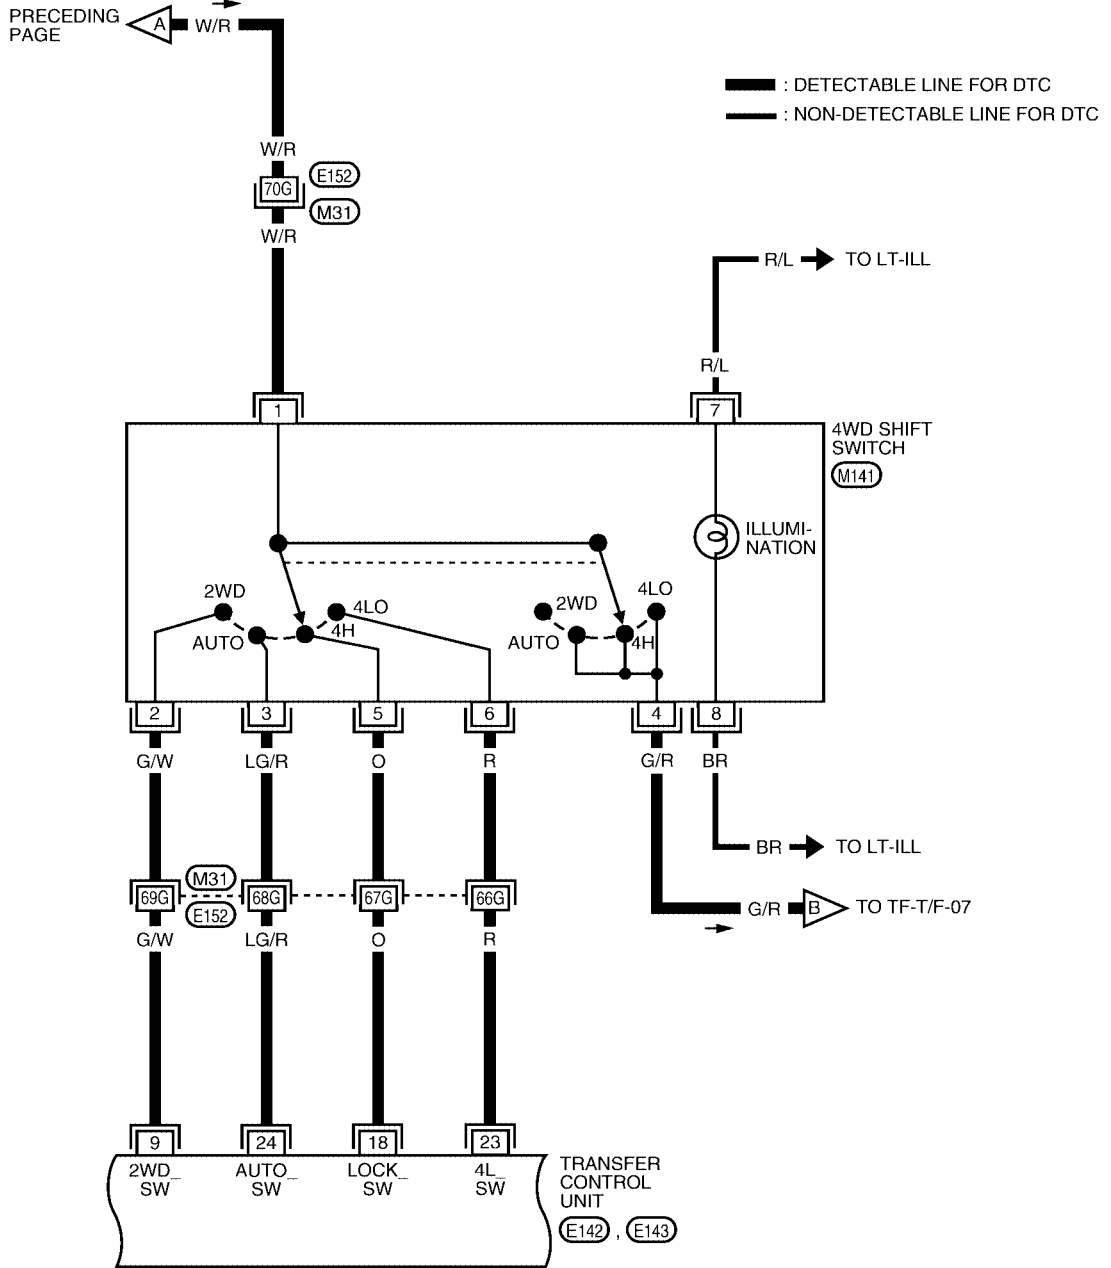 PRECEDING
PAGE
A
W/R
: DETECTABLE LINE FOR DTC
: NON-DETECTABLE LINE FOR DTC
W/R
70G
E152
M31
W/R
R/L
TO LT-ILL
R/L
1
7
4WD SHIFT
SWITCH
M141
ILLUMI-
NATION
2WD
AUTO
4H
4LO
2WD
AUTO
4H
4LO
2
3
5
6
4
8
G/W
LG/R
O
R
G/R
BR
BR
TO LT-ILL
M31
E152
69G
68G
67G
66G
G/R
B
TO TF-T/F-07
G/W
LG/R
O
R
9
24
18
23
2WD_
SW
AUTO_
SW
LOCK_
SW
4L_
SW
TRANSFER
CONTROL
UNIT
E142 , E143